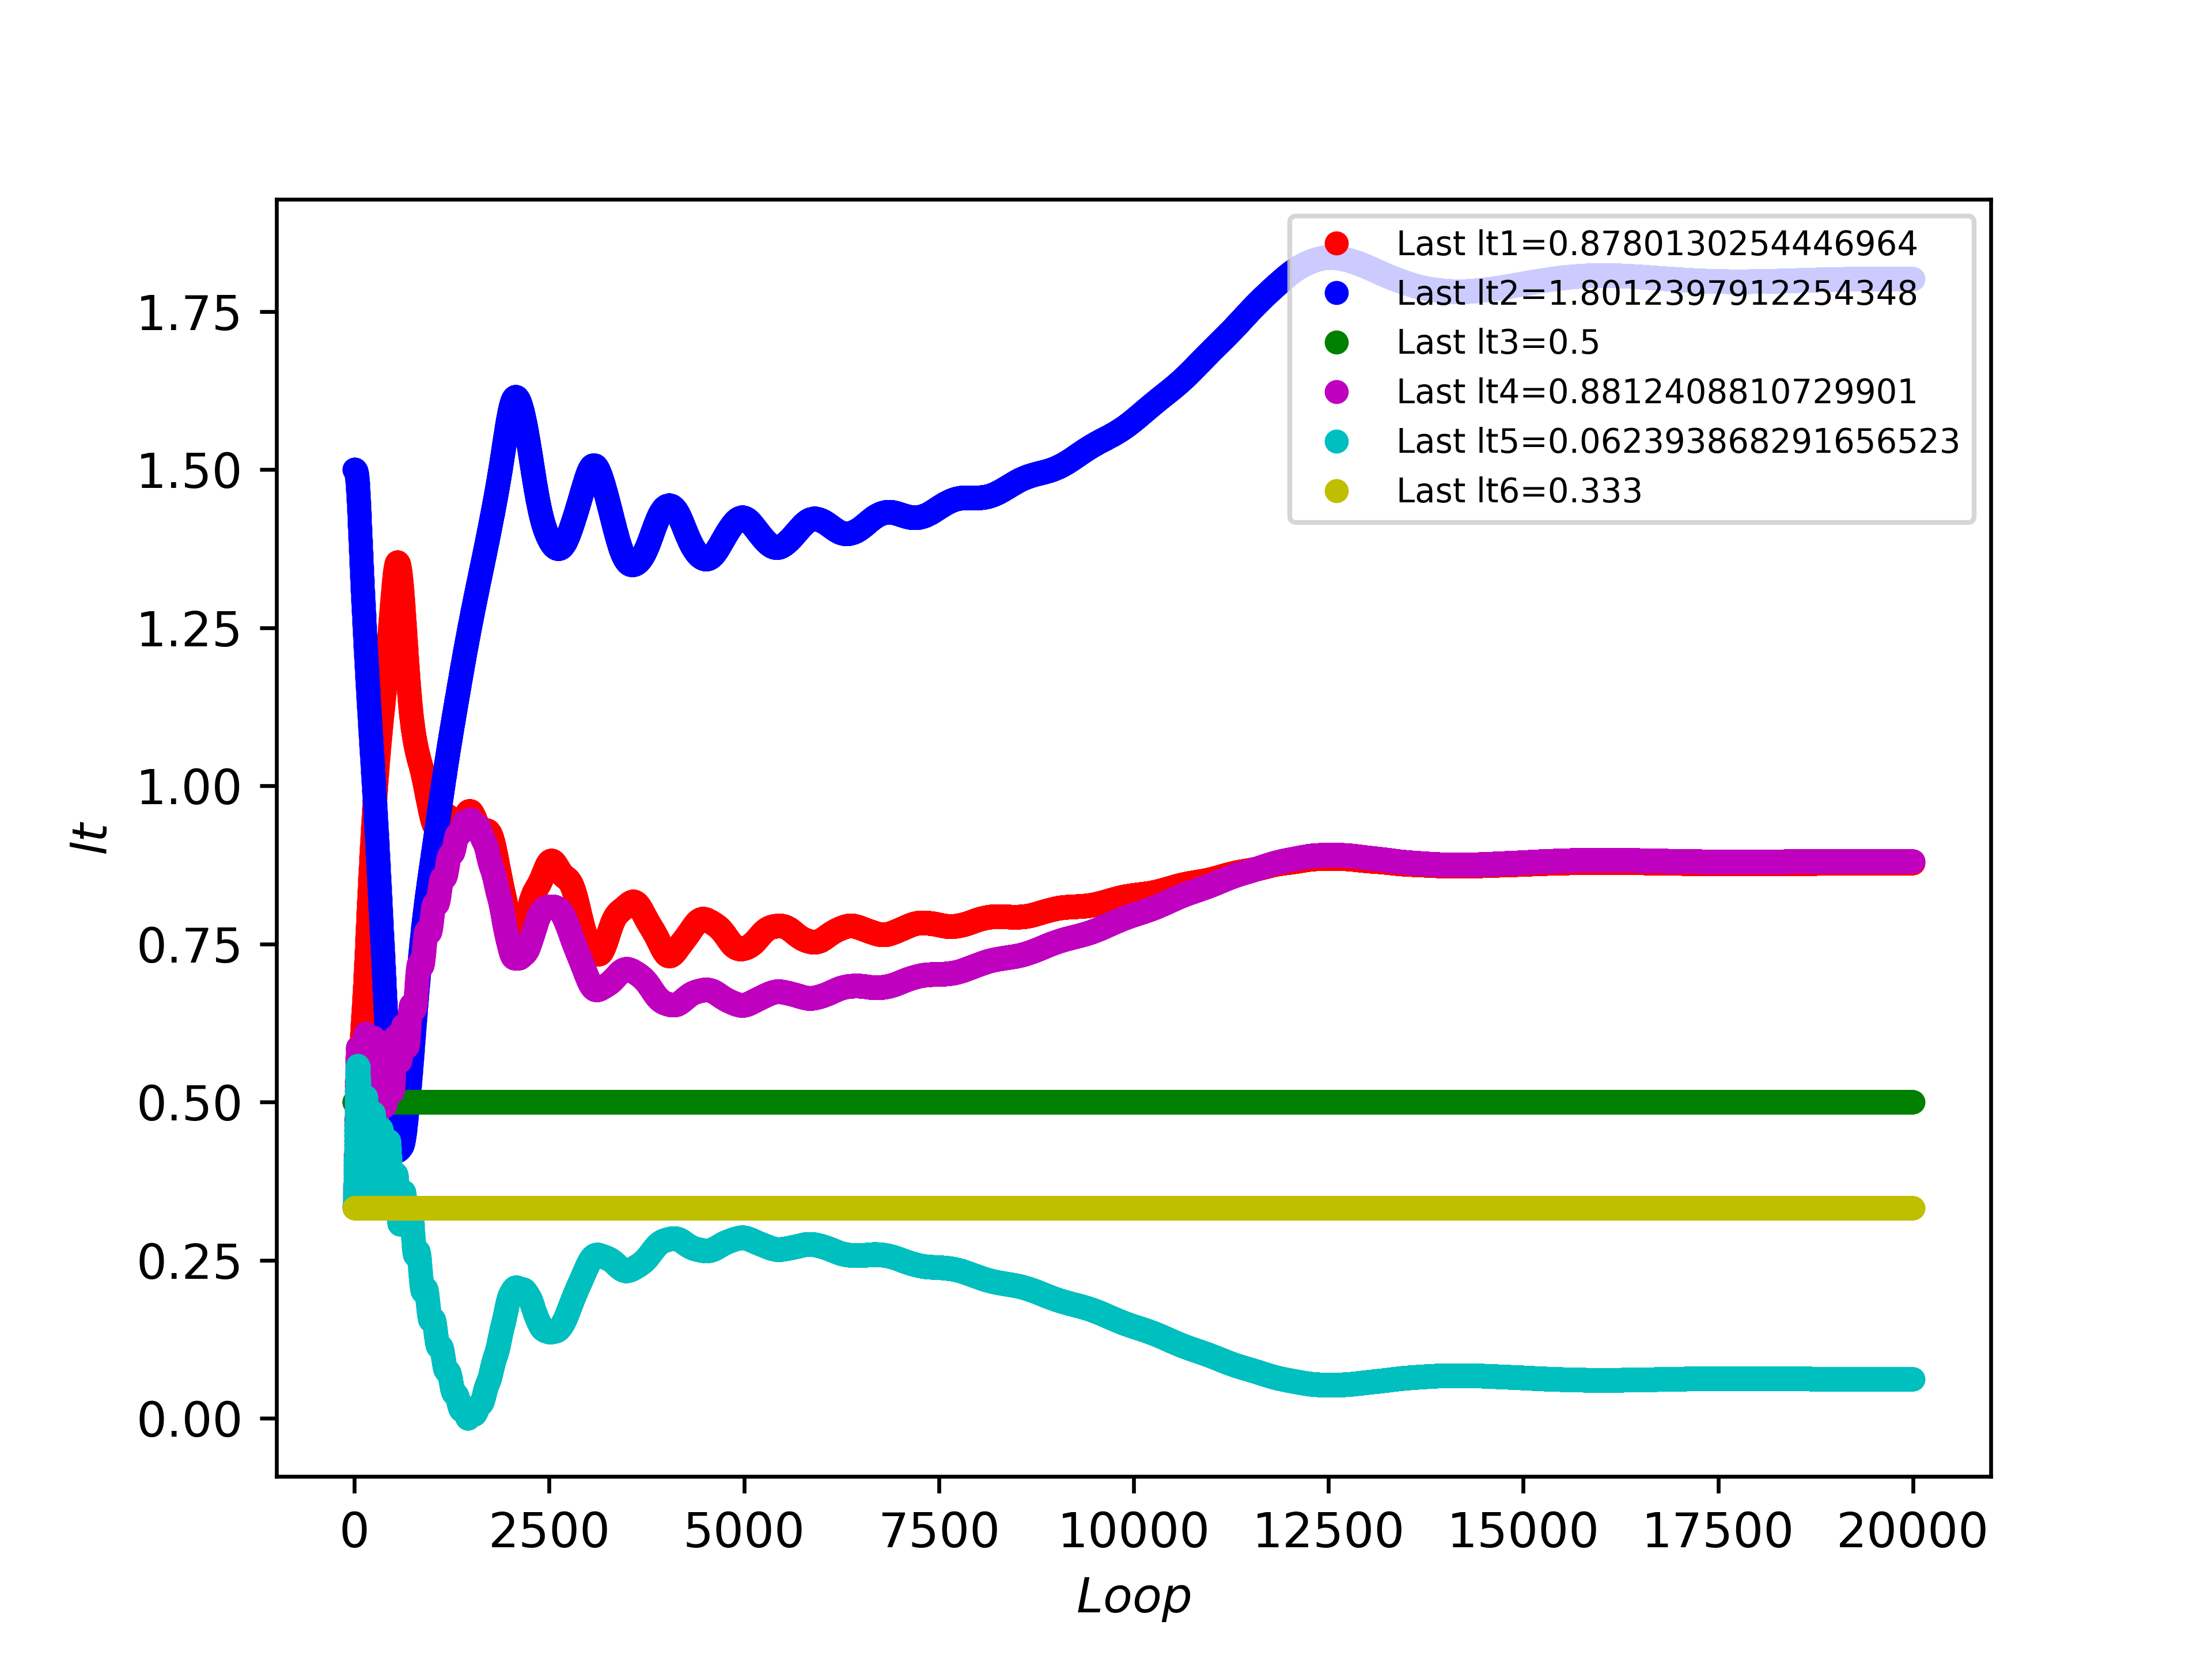 Last lt1=0.8780130254446964
Last lt2=1.8012397912254348
Last lt3=0.5
Last lt4=0.8812408810729901
Last lt5=0.062393868291656523
Last lt6=0.333
1.75
1.50
1.25
1.00
0.75
0.50
0.25
0.00
lt
0 2500 5000 7500 10000 12500 15000 17500 20000
Loop